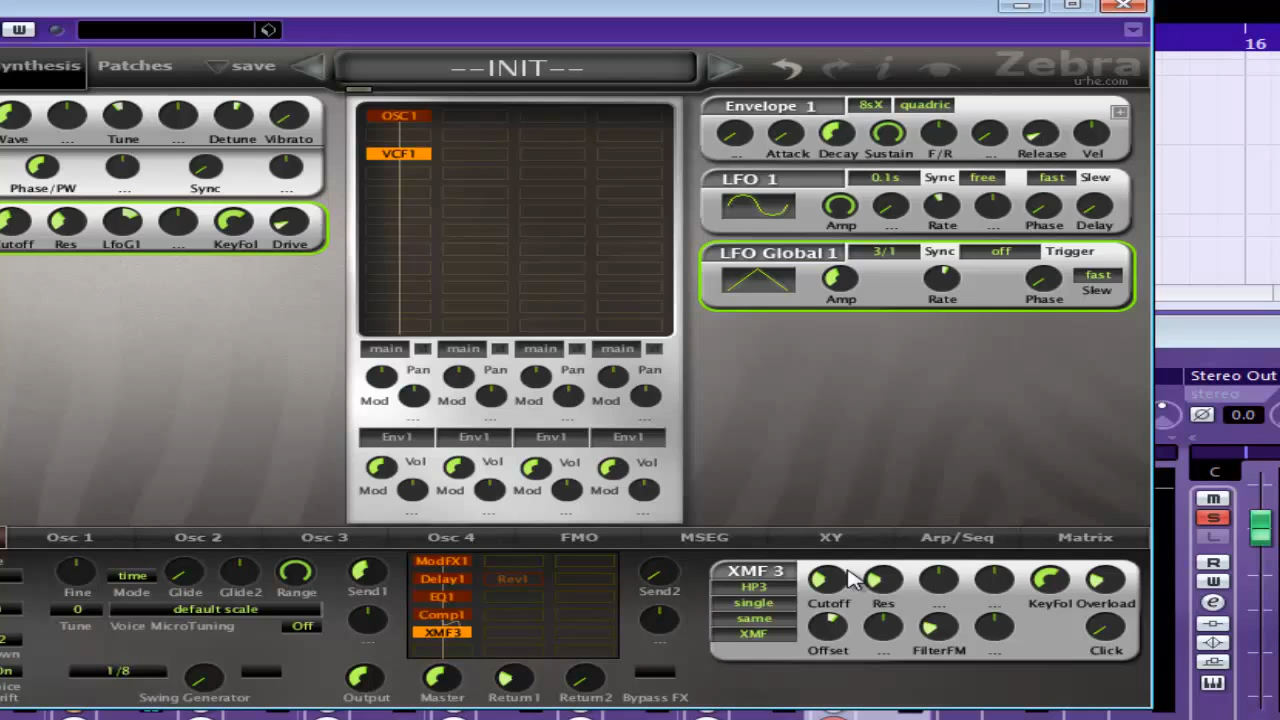 W
16
ynthesis Patches save --INIT-- i Zebra
u-he.com
OSC1
VCF1
Wave ... Tune ... Detune Vibrato
Phase/PW ... Sync ...
utoff Res LfoG1 ... KeyFol Drive
Envelope 1 8sX quadric
... Attack Decay Sustain F/R ... Release Vel
LFO 1 0.1s Sync free fast Slew
Amp ... Rate ... Phase Delay
LFO Global 1 3/1 Sync off Trigger
fast
Slew
Amp Rate Phase
main main main main
Pan Pan Pan Pan
Mod Mod Mod Mod
... ... ... ...
Env1 Env1 Env1 Env1
Vol Vol Vol Vol
Mod Mod Mod Mod
... ... ... ...
Stereo Out
stereo
0.0
C
m
S
L
R
W
e
Osc 1 Osc 2 Osc 3 Osc 4 FMO MSEG XY Arp/Seq Matrix
time
Fine Mode Glide Glide2 Range Send1
0 default scale
Tune Voice MicroTuning Off
...
1/8
Swing Generator
ModFX1
Delay1 Rev1
EQ1
Comp1
XMF3
Send2
...
Output Master Return1 Return2 Bypass FX
own
On
oice
rift
XMF 3
HP3
single
same
XMF
Cutoff Res ... ... KeyFol Overload
Offset ... FilterFM ... Click